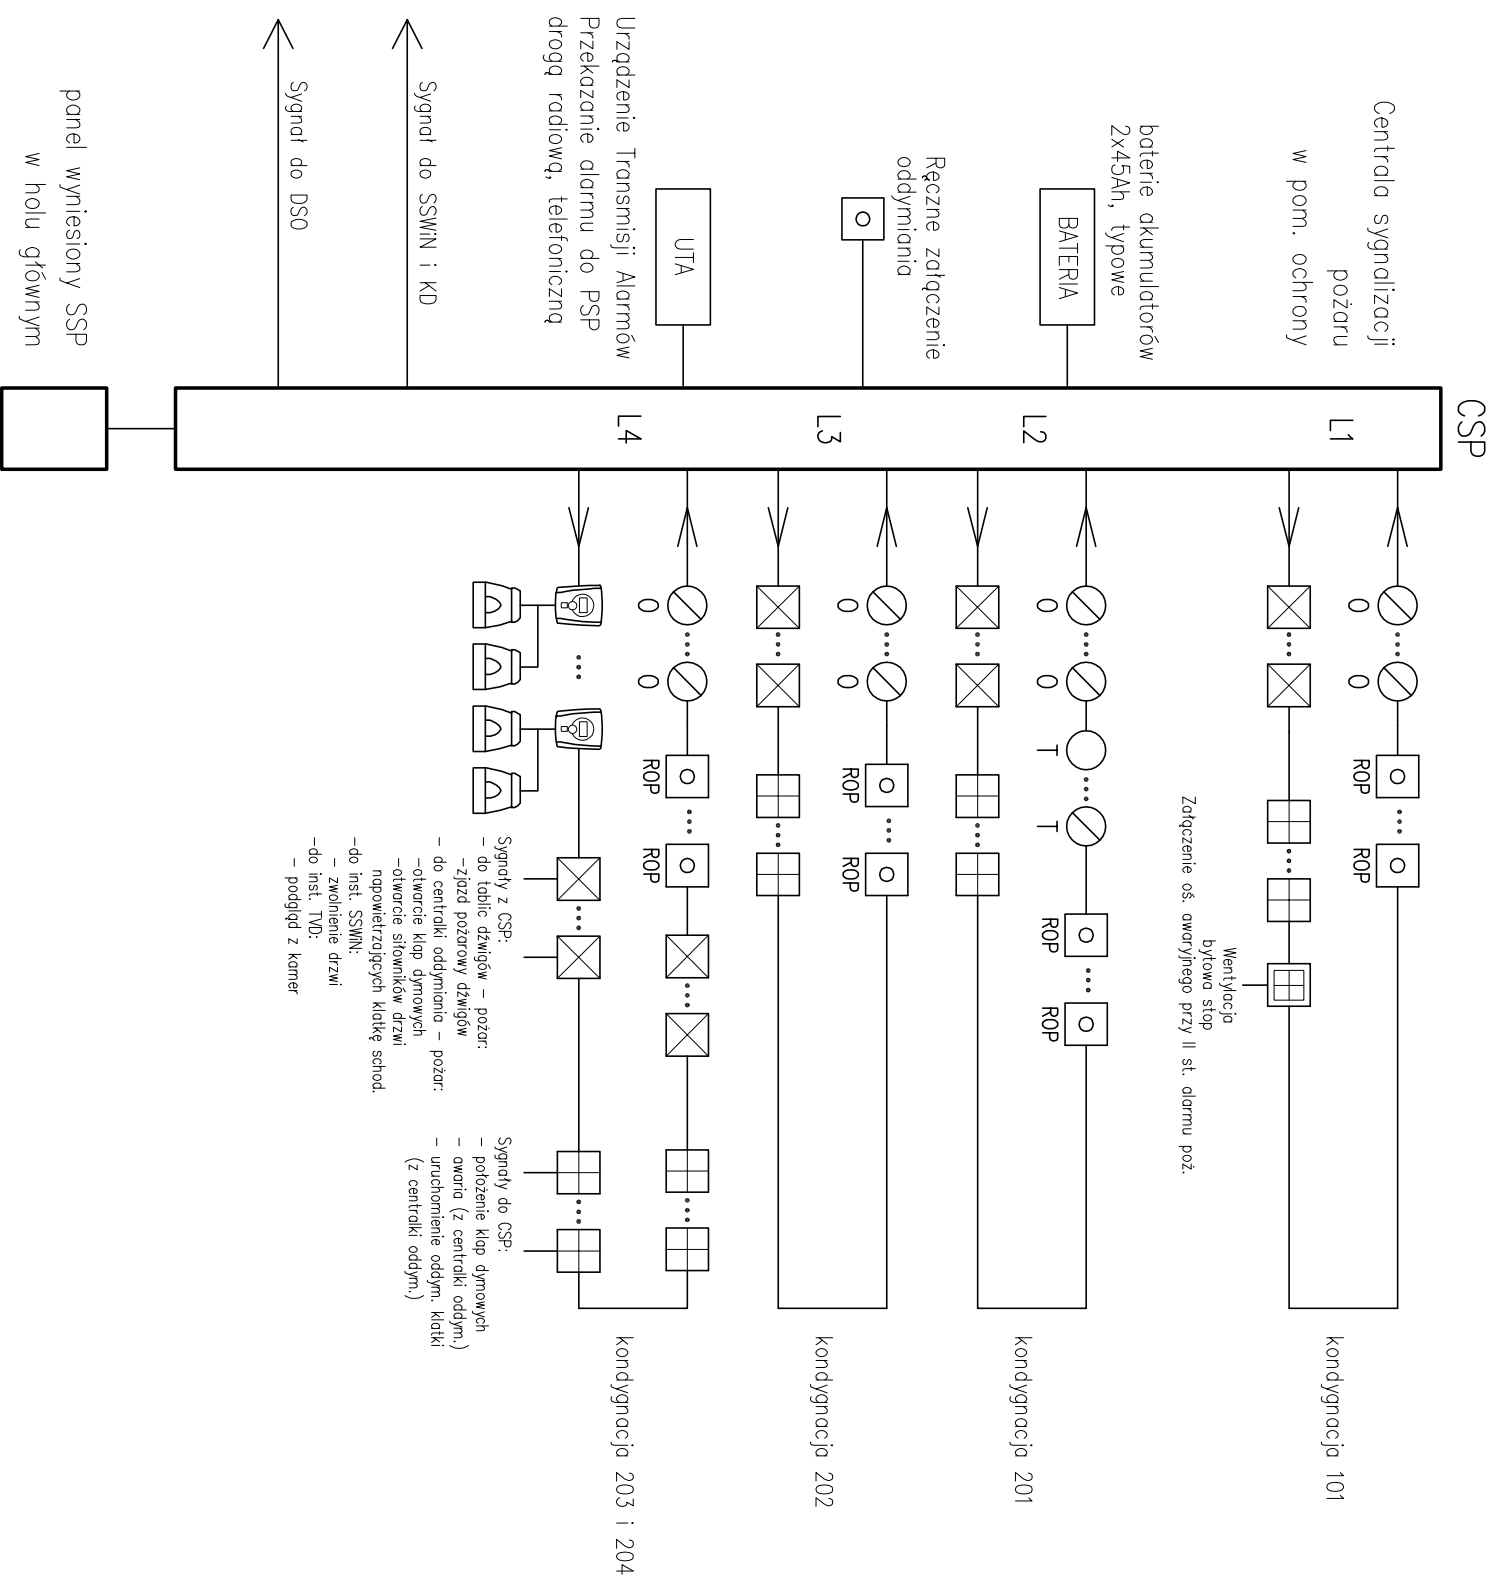 CSP
Centrala sygnalizacji
pożaru
w pom. ochrony
baterie akumulatorów
2x45Ah, typowe
BATERIA
Ręczne załączenie
oddymiania
UTA
Urządzenie Transmisji Alarmów
Przekazanie alarmu do PSP
drogą radiową, telefoniczną
Sygnał do SSWiN i KD
Sygnał do DSO
panel wyniesiony SSP
w holu głównym
L1
L2
L3
L4
O
O
ROP
ROP
Wentylacja
bytowa stop
Załączenie oś. awaryjnego przy II st. alarmu poż.
kondygnacja 101
O
O
T
T
ROP
ROP
kondygnacja 201
O
O
ROP
ROP
kondygnacja 202
O
O
ROP
ROP
kondygnacja 203 i 204
Sygnały z CSP:
- do tablic dźwigów - pożar:
-zjazd pożarowy dźwigów
- do centralki oddymiania - pożar:
-otwarcie klap dymowych
-otwarcie siłowników drzwi
napowietrzających klatkę schod.
-do inst. SSWiN:
- zwolnienie drzwi
-do inst. TVD:
- podgląd z kamer
Sygnały do CSP:
- położenie klap dymowych
- awaria (z centralki oddym.)
- uruchomienie oddym. klatki
(z centralki oddym.)